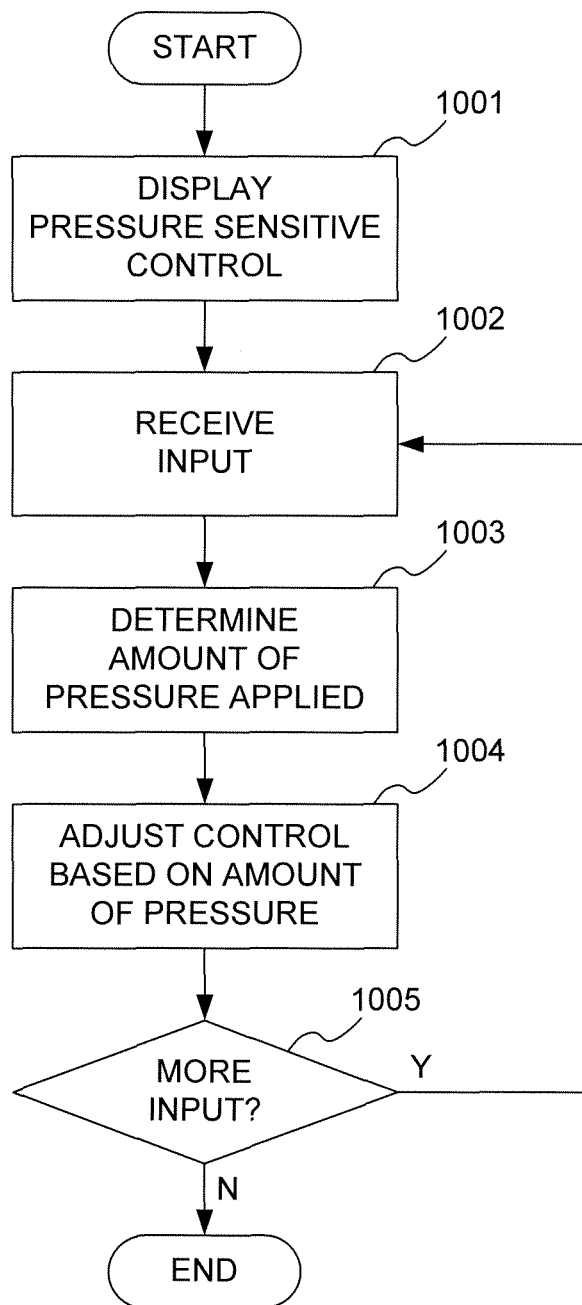 START
1001
DISPLAY
PRESSURE SENSITIVE
CONTROL
1002
RECEIVE
INPUT
1003
DETERMINE
AMOUNT OF
PRESSURE APPLIED
1004
ADJUST CONTROL
BASED ON AMOUNT
OF PRESSURE
1005
MORE
INPUT?
Y
N
END